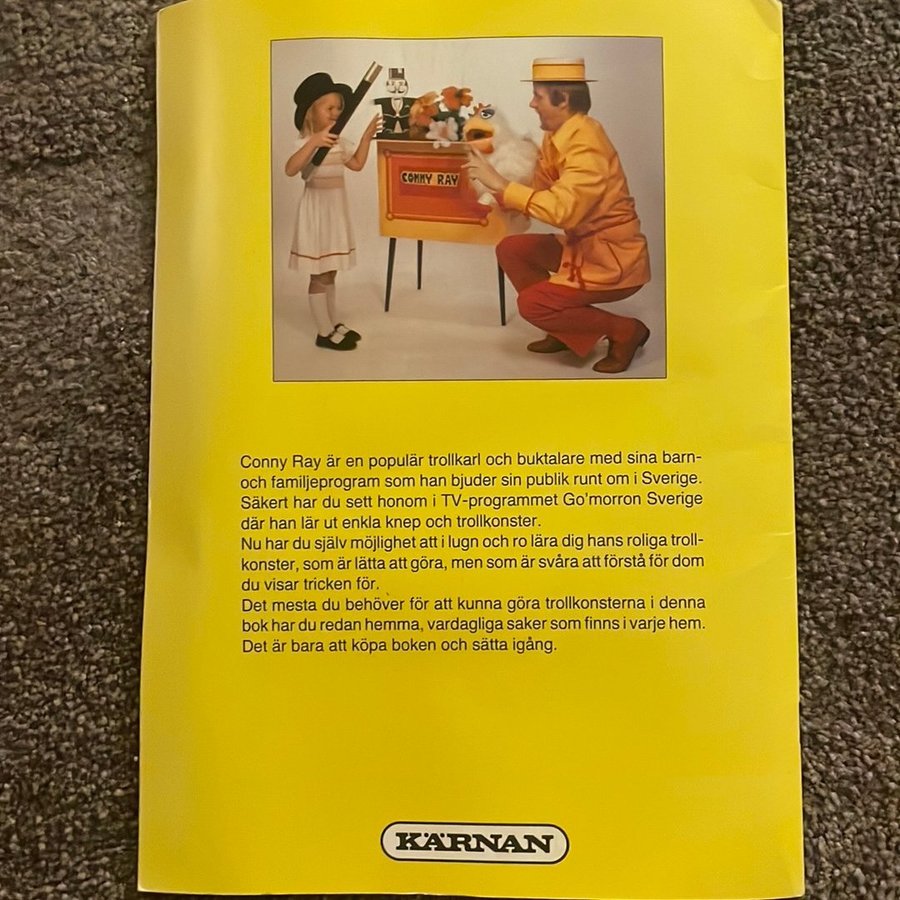 CONNY RAY
Conny Ray är en populär trollkarl och buktalare med sina barn-
och familjeprogram som han bjuder sin publik runt om i Sverige.
Säkert har du sett honom i TV-programmet Go'morron Sverige
där han lär ut enkla knep och trollkonster.
Nu har du själv möjlighet att i lugn och ro lära dig hans roliga troll-
konster, som är lätta att göra, men som är svåra att förstå för dom
du visar tricken för.
Det mesta du behöver för att kunna göra trollkonsterna i denna
bok har du redan hemma, vardagliga saker som finns i varje hem.
Det är bara att köpa boken och sätta igång.
KÄRNAN